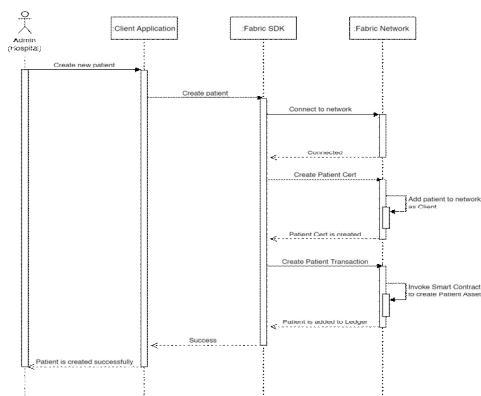 Admin
(Hospital)
:Client Application
:Fabric SDK
:Fabric Network
Create new patient
Create patient
Connect to network
Connected
Create Patient Cert
Add patient to network
as Client
Patient Cert is created
Create Patient Transaction
Invoke Smart Contract
to create Patient Asset
Patient is added to Ledger
Success
Patient is created successfully